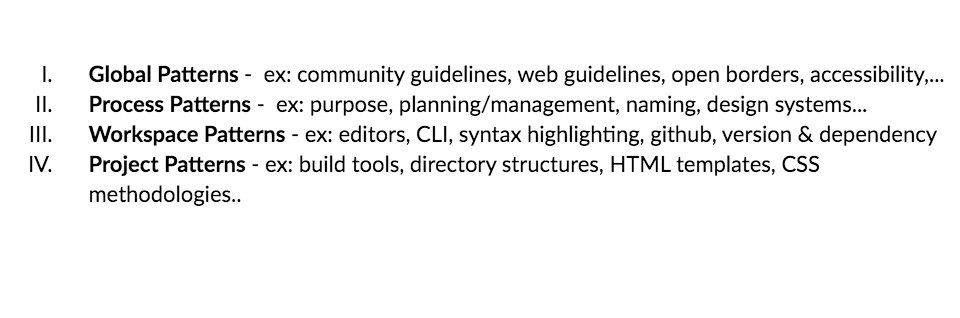 I. Global Patterns -  ex: community guidelines, web guidelines, open borders, accessibility,...
II. Process Patterns -  ex: purpose, planning/management, naming, design systems...
III. Workspace Patterns - ex: editors, CLI, syntax highlighting, github, version & dependency
IV. Project Patterns - ex: build tools, directory structures, HTML templates, CSS
methodologies..